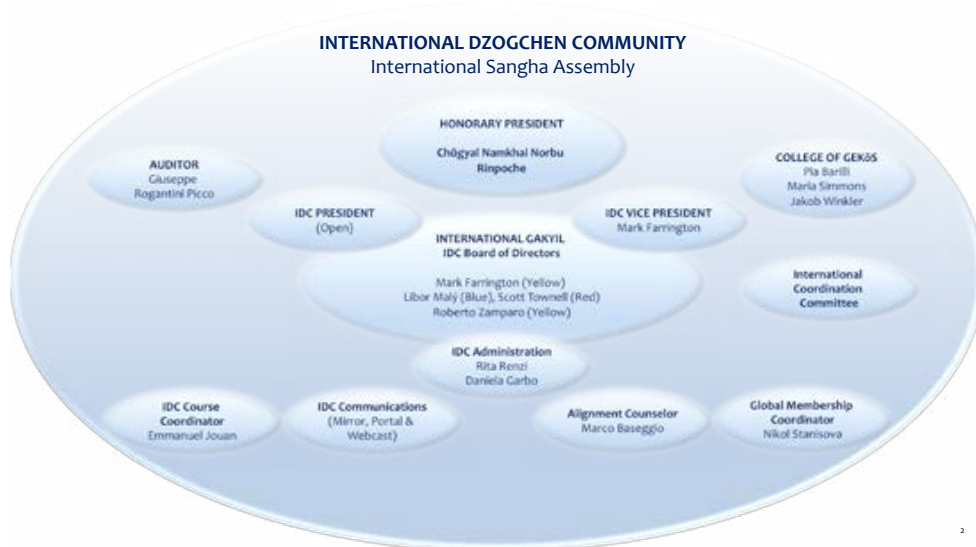 INTERNATIONAL DZOGCHEN COMMUNITY
International Sangha Assembly
HONORARY PRESIDENT
Chögyal Namkhai Norbu
Rinpoche
AUDITOR
Giuseppe
Rogantini Picco
COLLEGE OF GEKöS
Pia Barilli
Maria Simmons
Jakob Winkler
IDC PRESIDENT
(Open)
IDC VICE PRESIDENT
Mark Farrington
INTERNATIONAL GAKYIL
IDC Board of Directors
Mark Farrington (Yellow)
Libor Malý (Blue), Scott Townell (Red)
Roberto Zamparo (Yellow)
International
Coordination
Committee
IDC Administration
Rita Renzi
Daniela Garbo
IDC Course
Coordinator
Emmanuel Jouan
IDC Communications
(Mirror, Portal &
Webcast)
Alignment Counselor
Marco Baseggio
Global Membership
Coordinator
Nikol Stanisova
2